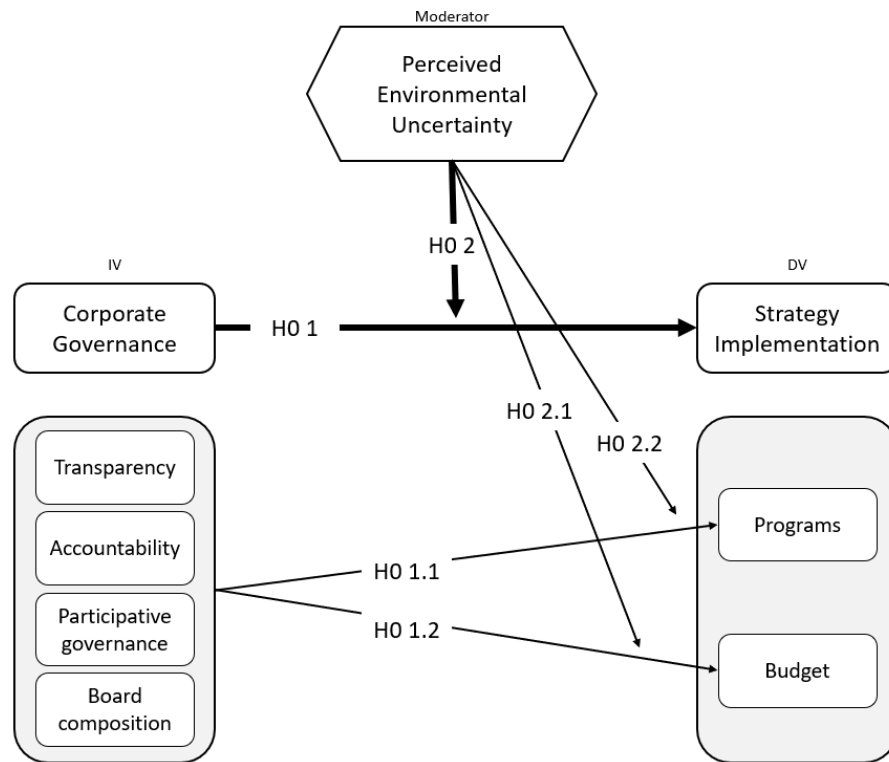 Moderator
Perceived
Environmental
Uncertainty
H0 2
IV
DV
Corporate
Governance
H0 1
Strategy
Implementation
H0 2.1
H0 2.2
Transparency
Accountability
Participative
governance
Board
composition
H0 1.1
H0 1.2
Programs
Budget